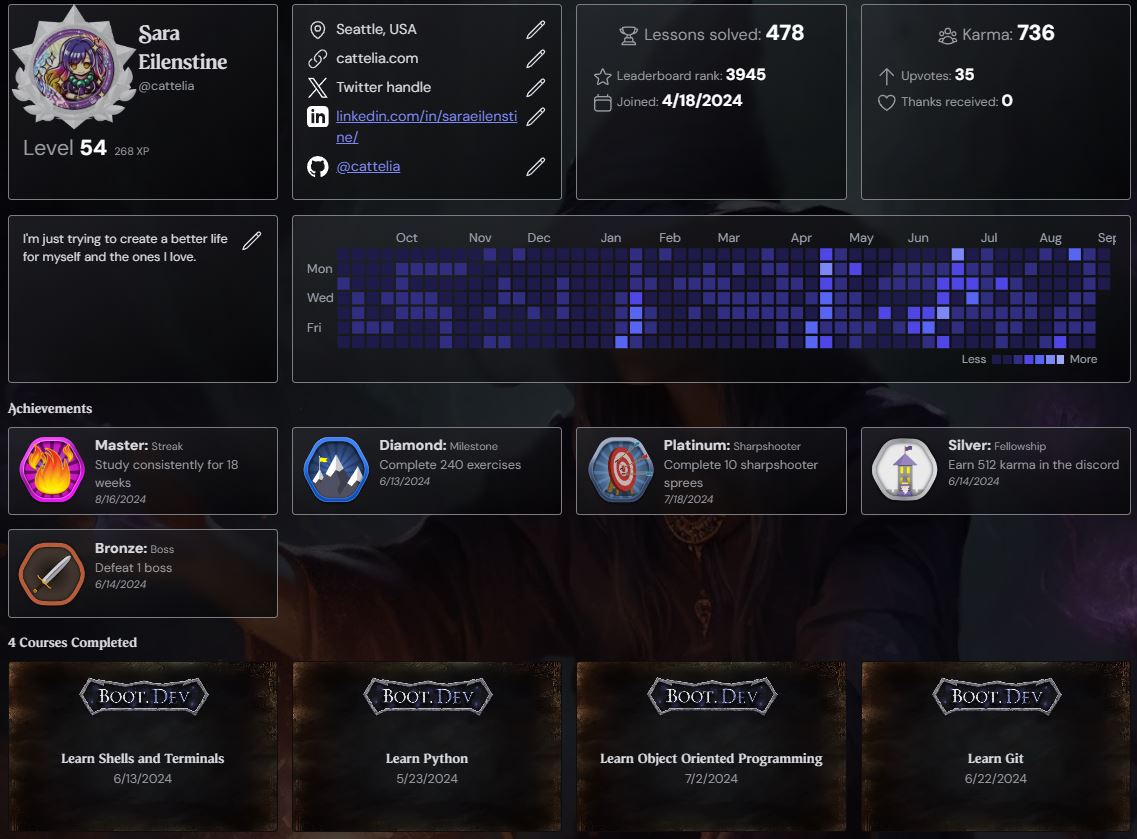 Sara
Eilenstine
@cattelia
Level 54 268 XP
Seattle, USA
cattelia.com
Twitter handle
linkedin.com/in/saraeilensti
ne/
@cattelia
Lessons solved: 478
Leaderboard rank: 3945
Joined: 4/18/2024
Karma: 736
Upvotes: 35
Thanks received: 0
I'm just trying to create a better life
for myself and the ones I love.
Oct Nov Dec Jan Feb Mar Apr May Jun Jul Aug Sep
Mon
Wed
Fri
Less More
Achievements
Master: Streak
Study consistently for 18
weeks
8/16/2024
Diamond: Milestone
Complete 240 exercises
6/13/2024
Platinum: Sharpshooter
Complete 10 sharpshooter
sprees
7/18/2024
Silver: Fellowship
Earn 512 karma in the discord
6/14/2024
Bronze: Boss
Defeat 1 boss
6/14/2024
4 Courses Completed
BOOT.DEV
Learn Shells and Terminals
6/13/2024
BOOT.DEV
Learn Python
5/23/2024
BOOT.DEV
Learn Object Oriented Programming
7/2/2024
BOOT.DEV
Learn Git
6/22/2024